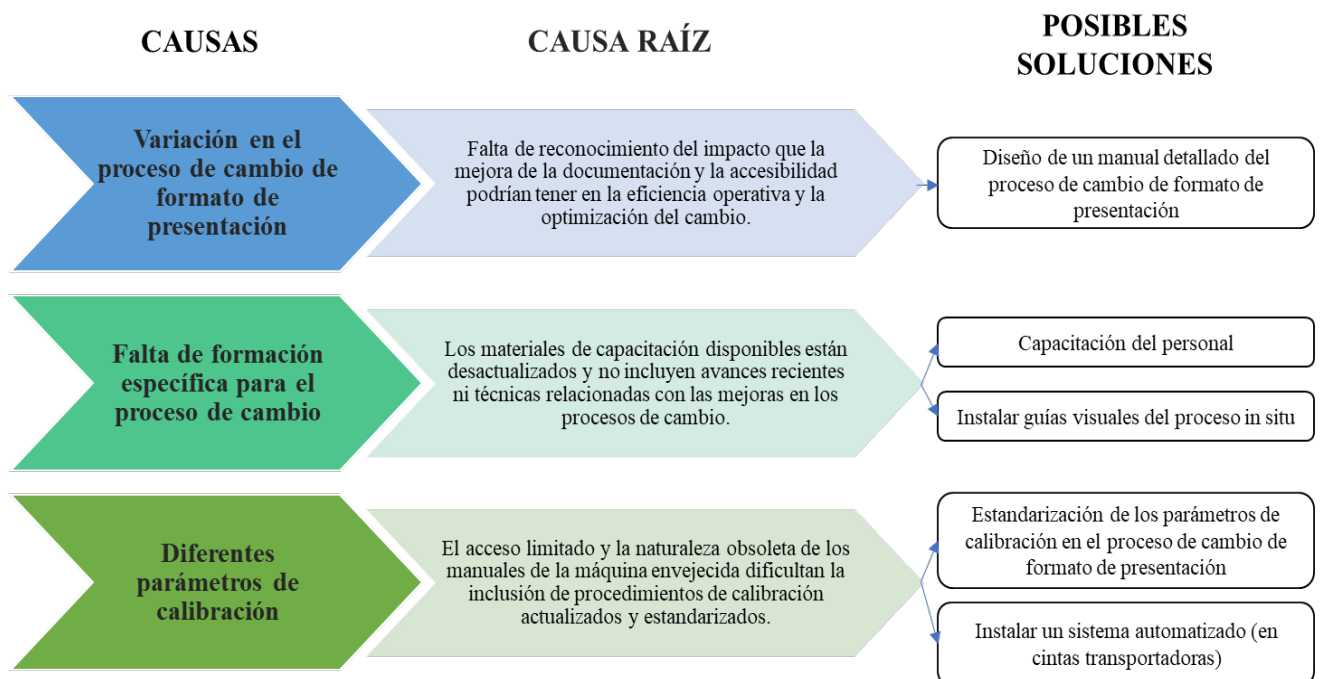 CAUSAS
CAUSA RAÍZ
POSIBLES
SOLUCIONES
Variación en el
proceso de cambio de
formato de
presentación
Falta de reconocimiento del impacto que la
mejora de la documentación y la accesibilidad
podrían tener en la eficiencia operativa y la
optimización del cambio.
Diseño de un manual detallado del
proceso de cambio de formato de
presentación
Falta de formación
específica para el
proceso de cambio
Los materiales de capacitación disponibles están
desactualizados y no incluyen avances recientes
ni técnicas relacionadas con las mejoras en los
procesos de cambio.
Capacitación del personal
Instalar guías visuales del proceso in situ
Diferentes
parámetros de
calibración
El acceso limitado y la naturaleza obsoleta de los
manuales de la máquina envejecida dificultan la
inclusión de procedimientos de calibración
actualizados y estandarizados.
Estandarización de los parámetros de
calibración en el proceso de cambio de
formato de presentación
Instalar un sistema automatizado (en
cintas transportadoras)